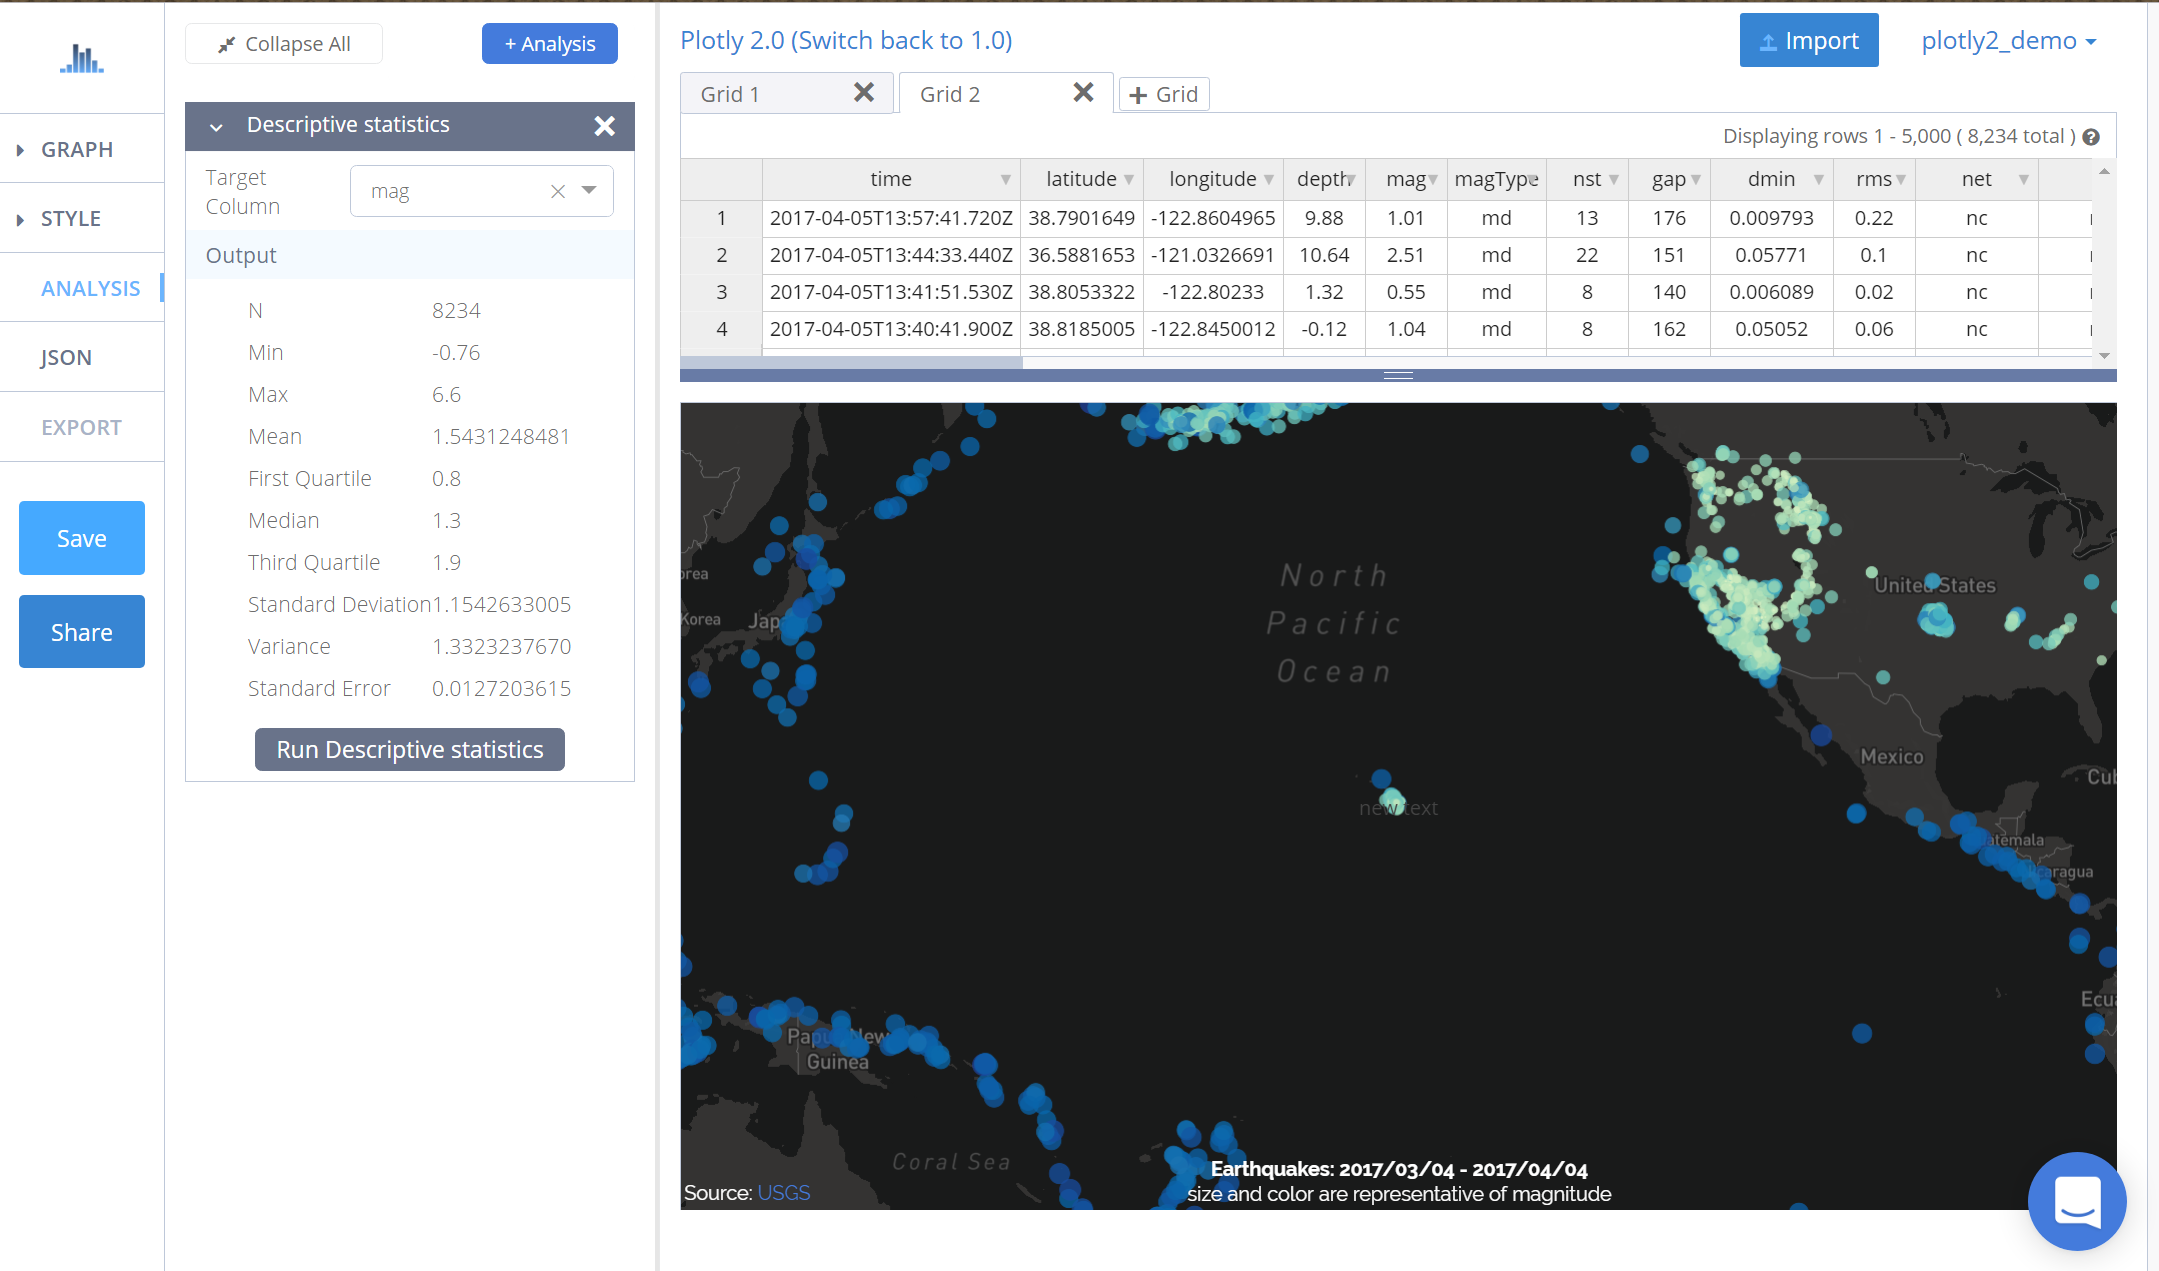 Collapse All
+ Analysis
GRAPH
STYLE
ANALYSIS
JSON
EXPORT
Save
Share
Descriptive statistics
Target
Column
mag
Output
N 8234
Min -0.76
Max 6.6
Mean 1.5431248481
First Quartile 0.8
Median 1.3
Third Quartile 1.9
Standard Deviation 1.1542633005
Variance 1.3323237670
Standard Error 0.0127203615
Run Descriptive statistics
Plotly 2.0 (Switch back to 1.0)
Import
plotly2_demo
Grid 1
Grid 2
+ Grid
Displaying rows 1 - 5,000 ( 8,234 total )
time latitude longitude depth mag magType nst gap dmin rms net
1 2017-04-05T13:57:41.720Z 38.7901649 -122.8604965 9.88 1.01 md 13 176 0.009793 0.22 nc
2 2017-04-05T13:44:33.440Z 36.5881653 -121.0326691 10.64 2.51 md 22 151 0.05771 0.1 nc
3 2017-04-05T13:41:51.530Z 38.8053322 -122.80233 1.32 0.55 md 8 140 0.006089 0.02 nc
4 2017-04-05T13:40:41.900Z 38.8185005 -122.8450012 -0.12 1.04 md 8 162 0.05052 0.06 nc
North
Pacific
Ocean
orea
Korea
Jap
United States
Mexico
Cu
new text
atemala
caragua
Ecu
Papu New
Guinea
Coral Sea
Earthquakes: 2017/03/04 - 2017/04/04
size and color are representative of magnitude
Source: USGS